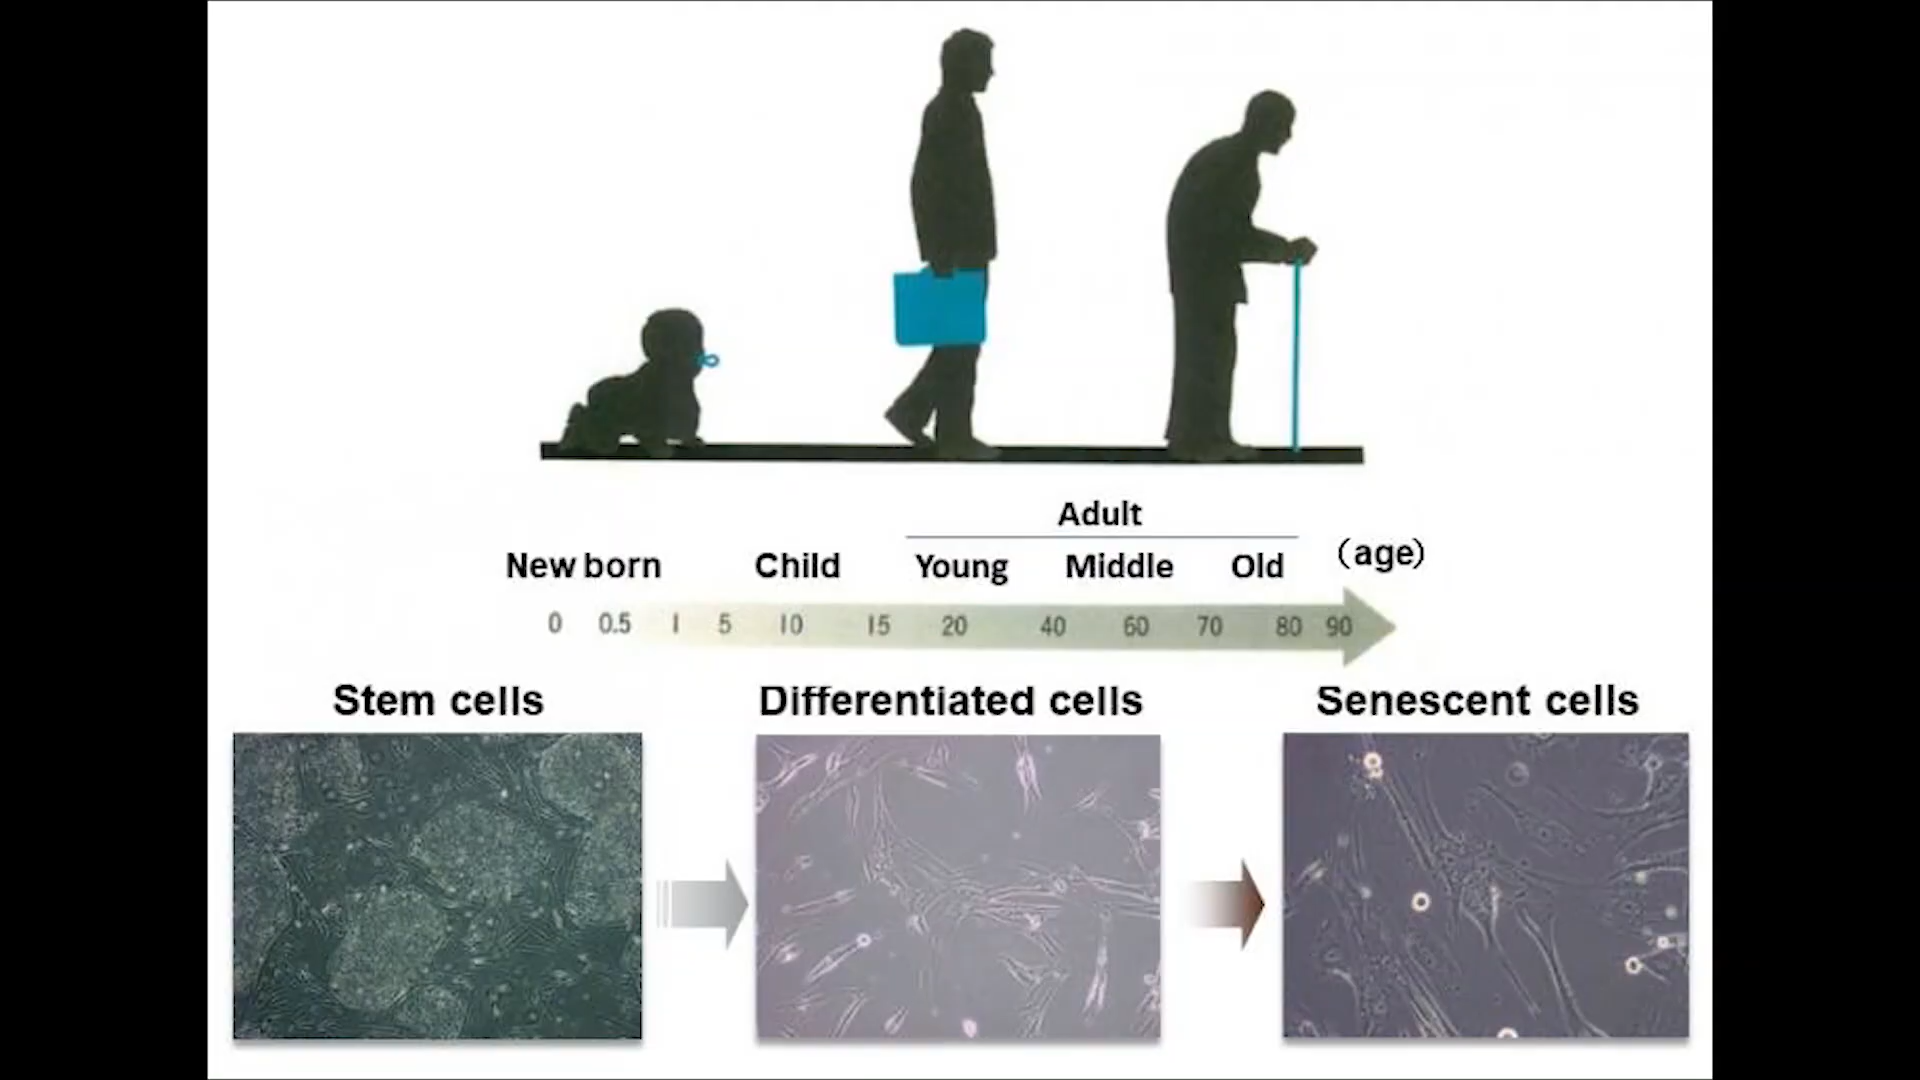 Adult
New born Child Young Middle Old (age)
0 0.5 1 5 10 15 20 40 60 70 80 90
Stem cells Differentiated cells Senescent cells